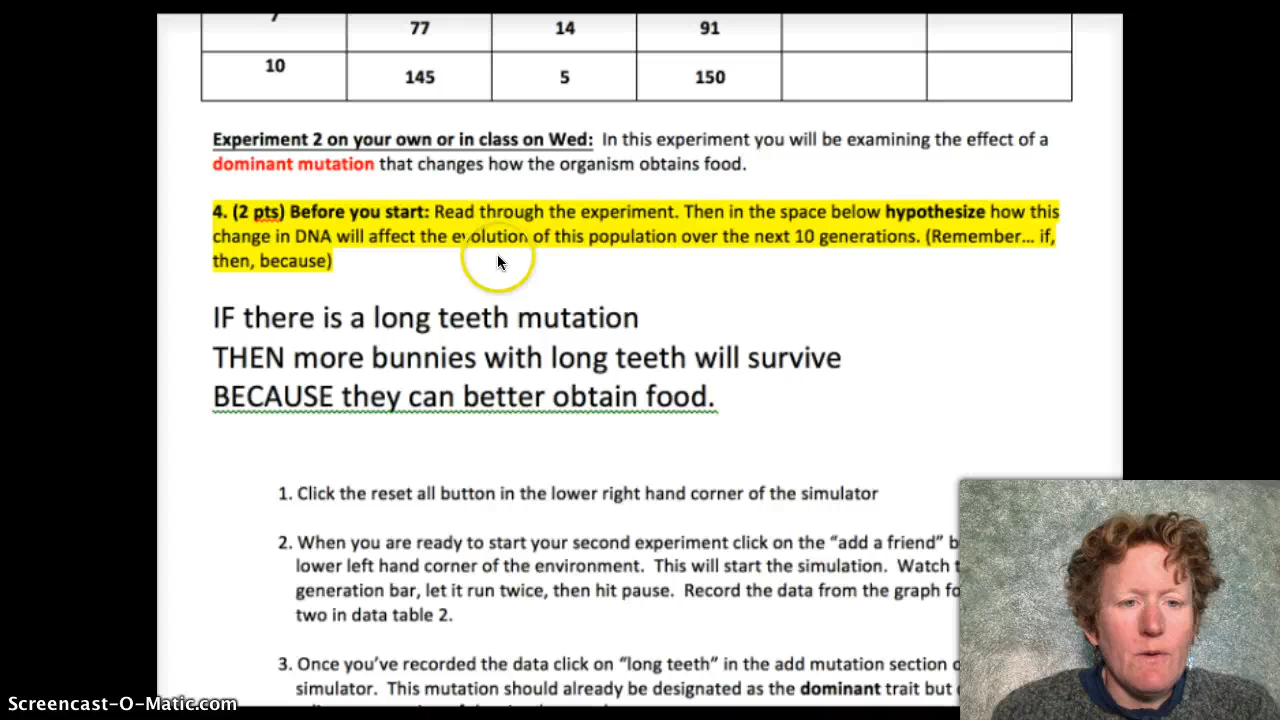 7 77 14 91
10 145 5 150
Experiment 2 on your own or in class on Wed: In this experiment you will be examining the effect of a
dominant mutation that changes how the organism obtains food.
4. (2 pts) Before you start: Read through the experiment. Then in the space below hypothesize how this
change in DNA will affect the evolution of this population over the next 10 generations. (Remember... if,
then, because)
IF there is a long teeth mutation
THEN more bunnies with long teeth will survive
BECAUSE they can better obtain food.
1. Click the reset all button in the lower right hand corner of the simulator
2. When you are ready to start your second experiment click on the “add a friend” b
lower left hand corner of the environment. This will start the simulation. Watch t
generation bar, let it run twice, then hit pause. Record the data from the graph fo
two in data table 2.
3. Once you’ve recorded the data click on “long teeth” in the add mutation section o
simulator. This mutation should already be designated as the dominant trait but
Screencast-O-Matic.com